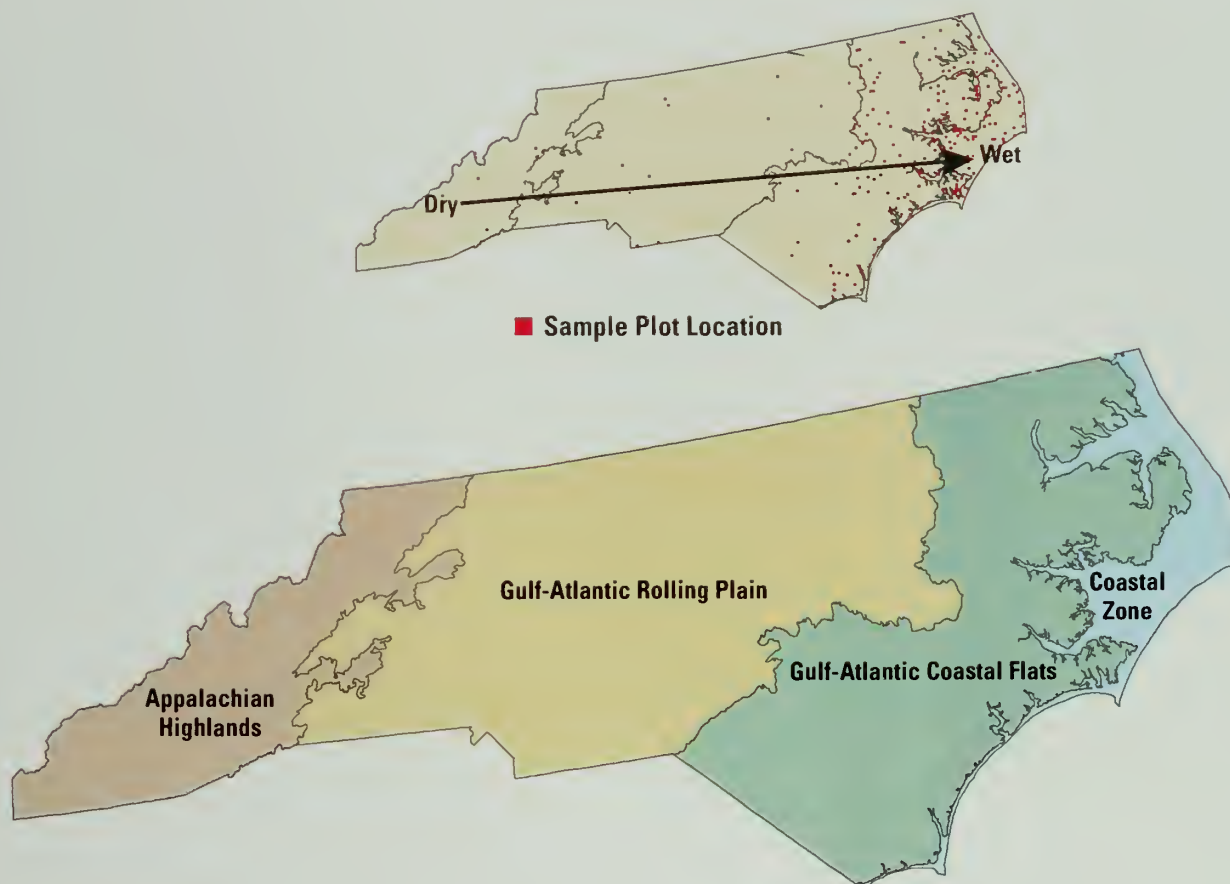 Dry
Wet
Sample Plot Location
Gulf-Atlantic Rolling Plain
Coastal
Zone
Gulf-Atlantic Coastal Flats
Appalachian
Highlands